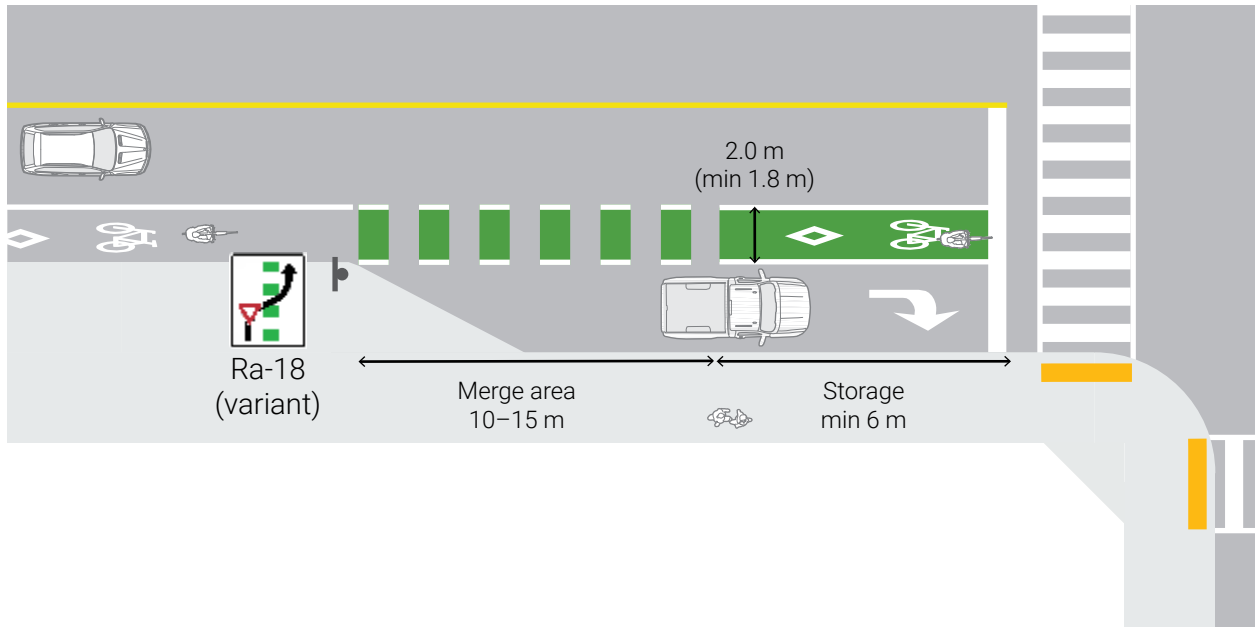 2.0 m
(min 1.8 m)
Ra-18
(variant)
Merge area
10–15 m
Storage
min 6 m